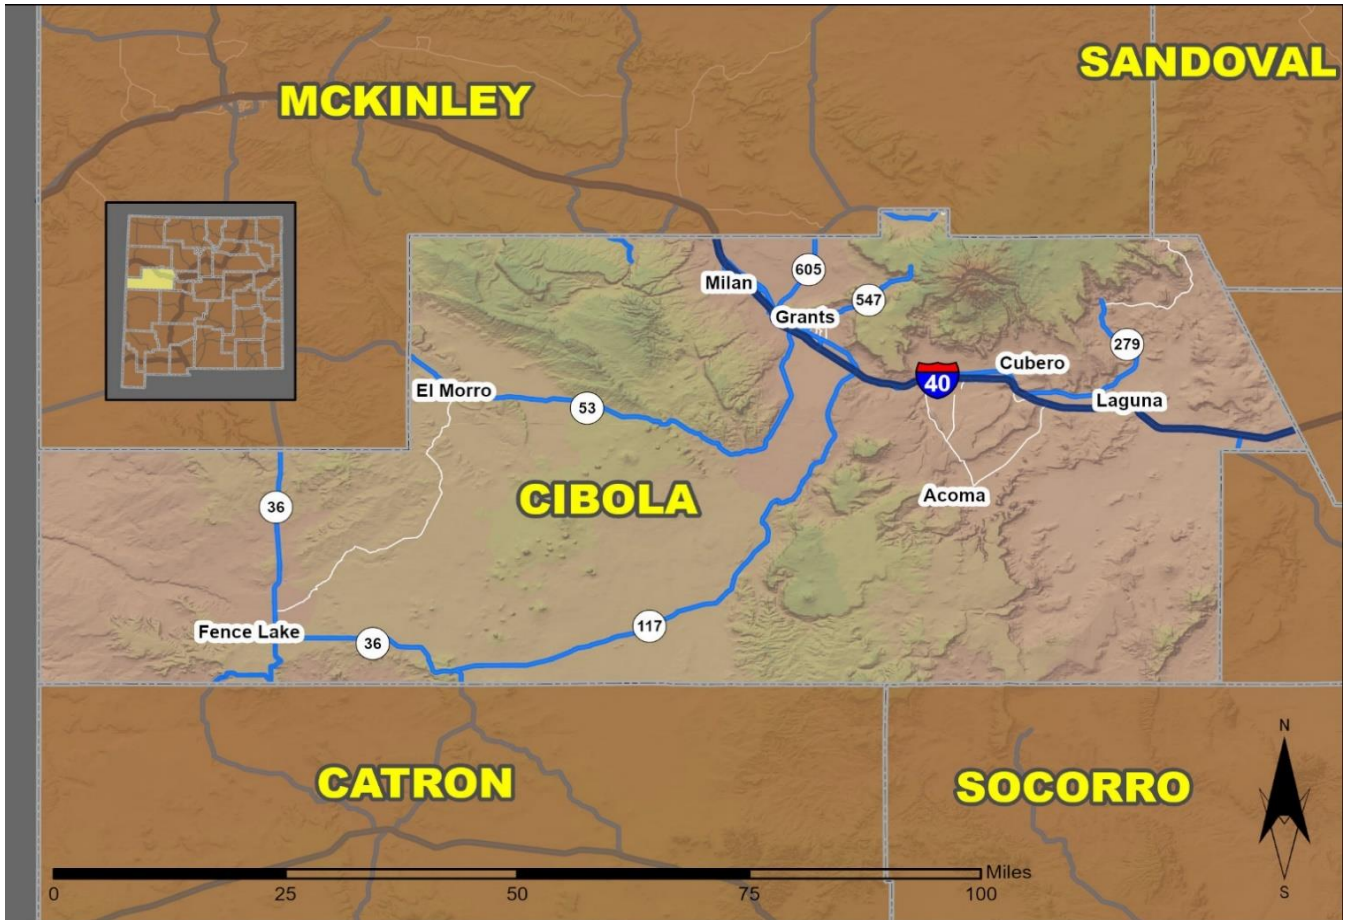 SANDOVAL
MCKINLEY
605
Milan
547
Grants
279
Cubero
40
El Morro
53
Laguna
CIBOLA
Acoma
36
117
Fence Lake
36
N
CATRON
SOCORRO
Miles
0 25 50 75 100
S